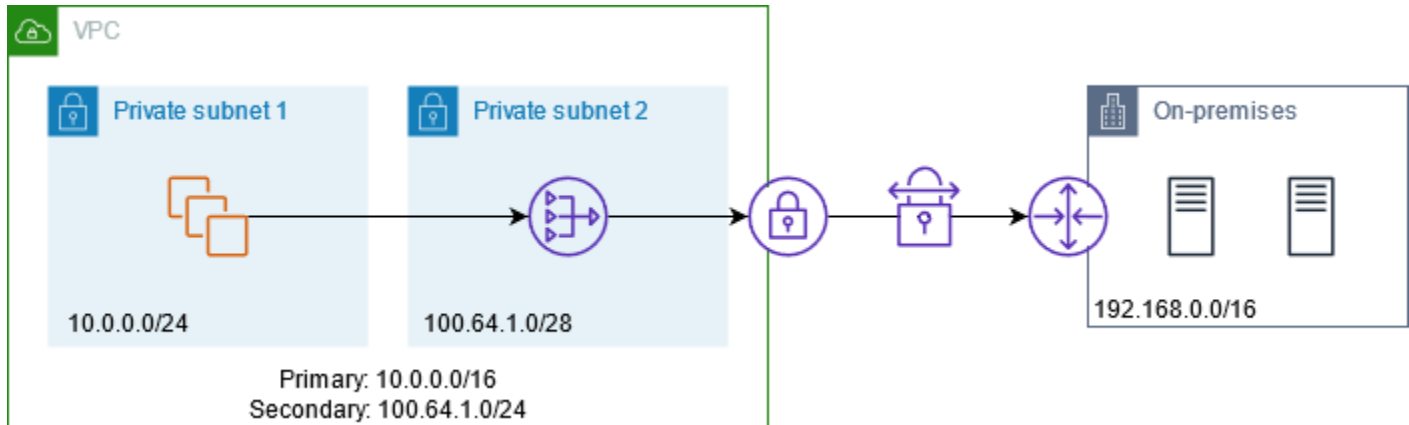 VPC
Private subnet 1
Private subnet 2
On-premises
10.0.0.0/24
100.64.1.0/28
192.168.0.0/16
Primary: 10.0.0.0/16
Secondary: 100.64.1.0/24